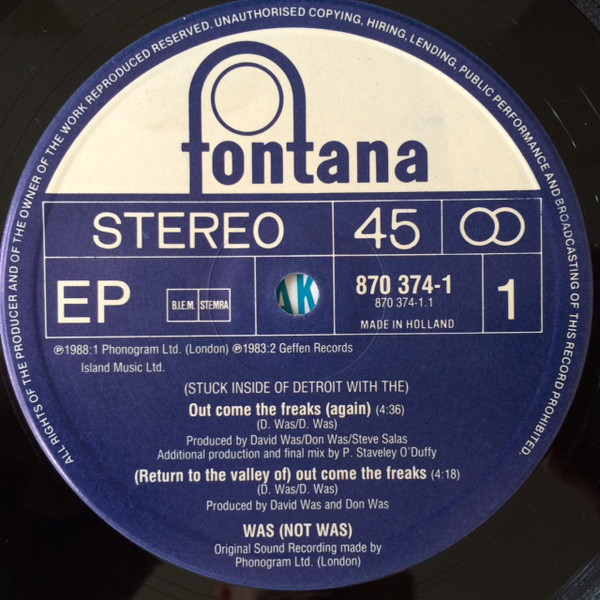 ALL RIGHTS OF THE PRODUCER AND OF THE OWNER OF THE WORK REPRODUCED RESERVED. UNAUTHORISED COPYING, HIRING, LENDING, PUBLIC PERFORMANCE AND BROADCASTING OF THIS RECORD PROHIBITED.
fontana
STEREO 45
EP B.I.E.M. STEMRA AK 870 374-1 1
870 374-1.1
MADE IN HOLLAND
℗1988:1 Phonogram Ltd. (London) ℗1983:2 Geffen Records
Island Music Ltd.
(STUCK INSIDE OF DETROIT WITH THE)
Out come the freaks (again) (4:36)
(D. Was/D. Was)
Produced by David Was/Don Was/Steve Salas
Additional production and final mix by P. Staveley O`Duffy
(Return to the valley of) out come the freaks (4:18)
(D. Was/D. Was)
Produced by David Was and Don Was
WAS (NOT WAS)
Original Sound Recording made by
Phonogram Ltd. (London)